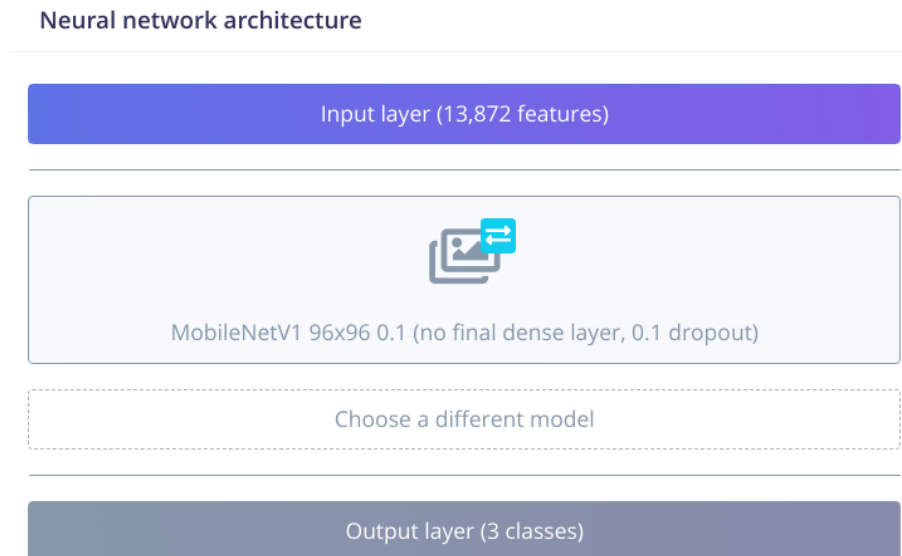 Neural network architecture
Input layer (13,872 features)
MobileNetV1 96x96 0.1 (no final dense layer, 0.1 dropout)
Choose a different model
Output layer (3 classes)